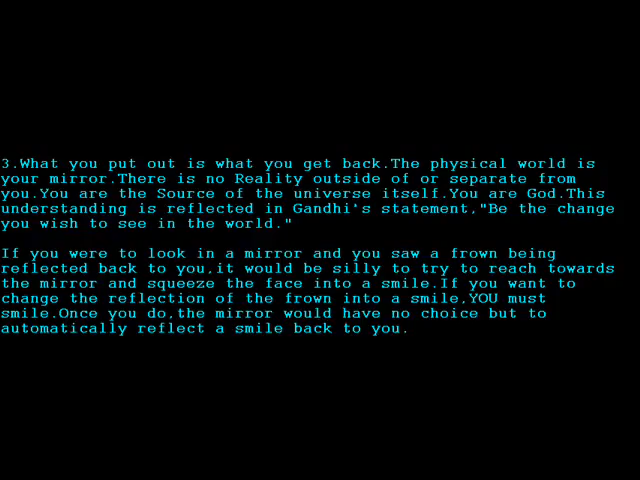 3.What you put out is what you get back.The physical world is
your mirror.There is no Reality outside of or separate from
you.You are the Source of the universe itself.You are God.This
understanding is reflected in Gandhi's statement,"Be the change
you wish to see in the world."
If you were to look in a mirror and you saw a frown being
reflected back to you,it would be silly to try to reach towards
the mirror and squeeze the face into a smile.If you want to
change the reflection of the frown into a smile,YOU must
smile.Once you do,the mirror would have no choice but to
automatically reflect a smile back to you.